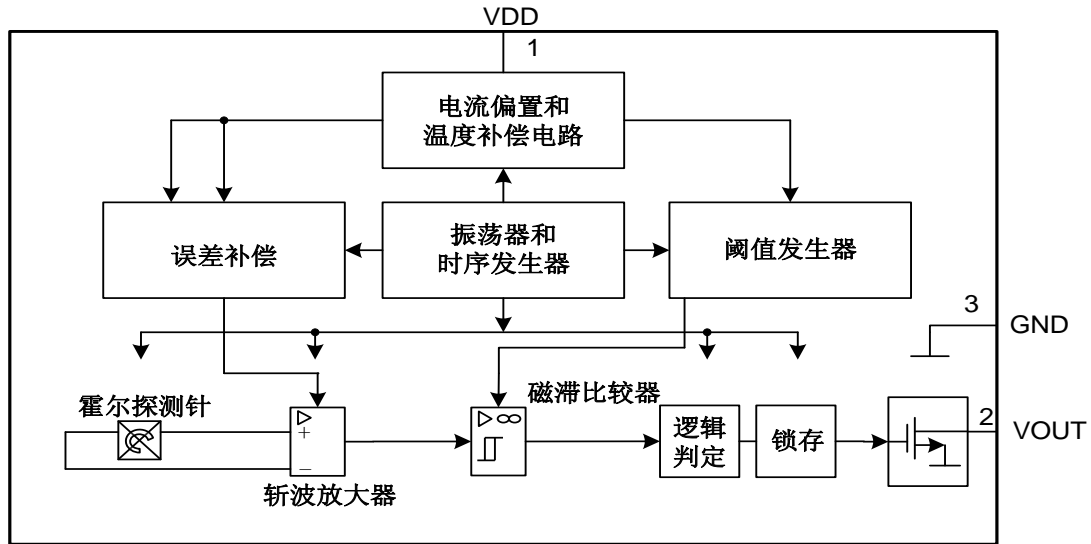 VDD
1
电流偏置和
温度补偿电路
误差补偿
振荡器和
时序发生器
阈值发生器
3
GND
霍尔探测针
磁滞比较器
▷
+
−
▷∞
逻辑
判定
锁存
2
VOUT
斩波放大器